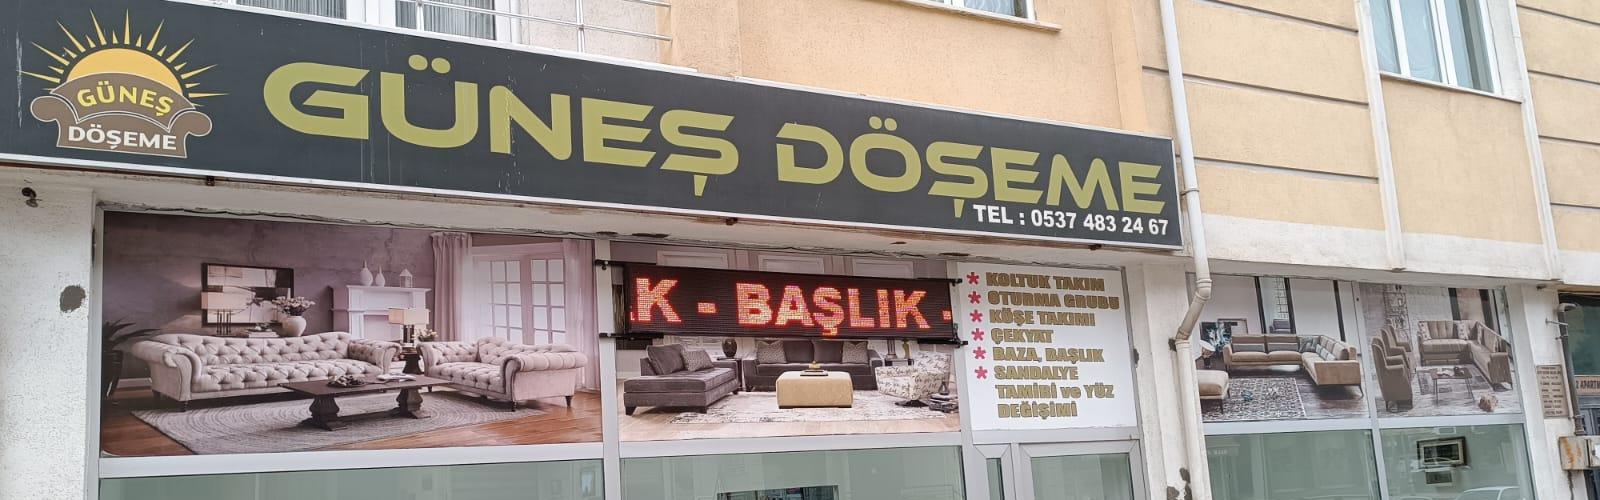 GÜNEŞ
DÖŞEME
GÜNEŞ DÖŞEME
TEL : 0537 483 24 67
K - BAŞLIK -
* KOLTUK TAKIM
* OTURMA GRUBU
* KÖŞE TAKIMI
* ÇEKYAT
* BAZA, BAŞLIK
* SANDALYE
TAMİRİ ve YÜZ
DEĞİŞİMİ